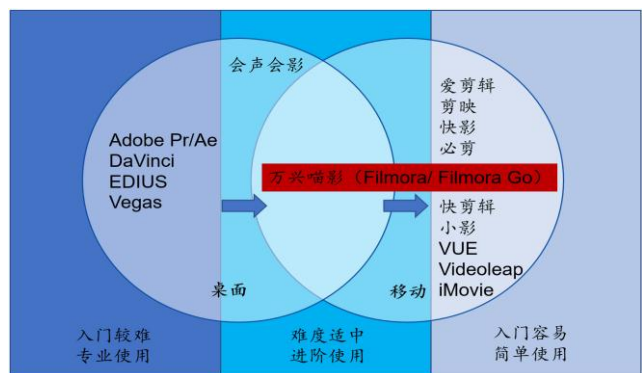 会声会影
Adobe Pr/Ae
DaVinci
EDIUS
Vegas
爱剪辑
剪映
快影
必剪
万兴喵影（Filmora/ Filmora Go）
快剪辑
小影
VUE
Videoleap
iMovie
桌面
移动
入门较难
专业使用
难度适中
进阶使用
入门容易
简单使用